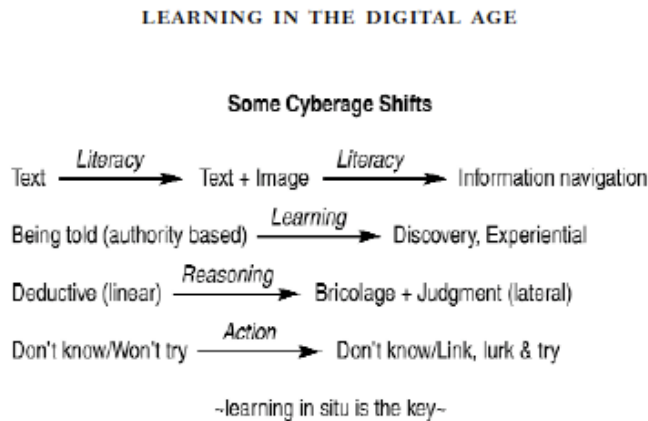 LEARNING IN THE DIGITAL AGE
Some Cyberage Shifts
Literacy Literacy
Text Text + Image Information navigation
Learning
Being told (authority based) Discovery, Experiential
Reasoning
Deductive (linear) Bricolage + Judgment (lateral)
Action
Don't know/Won't try Don't know/Link, lurk & try
~learning in situ is the key~